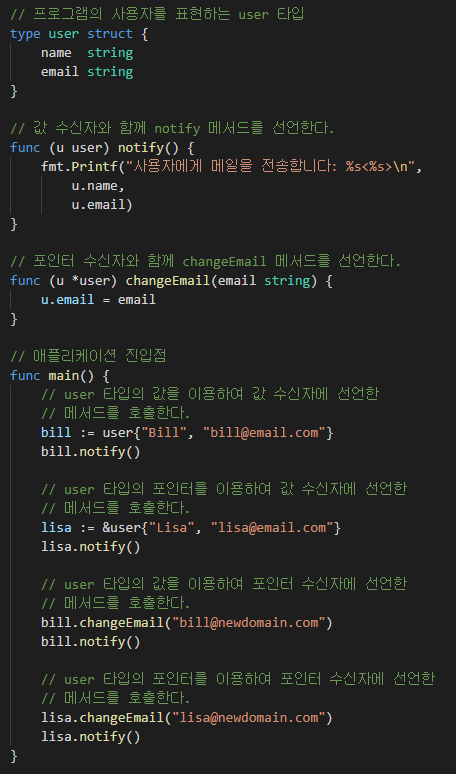 // 프로그램의 사용자를 표현하는 user 타입
type user struct {
    name  string
    email string
}

// 값 수신자와 함께 notify 메서드를 선언한다.
func (u user) notify() {
    fmt.Printf("사용자에게 메일을 전송합니다: %s<%s>\n",
        u.name,
        u.email)
}

// 포인터 수신자와 함께 changeEmail 메서드를 선언한다.
func (u *user) changeEmail(email string) {
    u.email = email
}

// 애플리케이션 진입점
func main() {
    // user 타입의 값을 이용하여 값 수신자에 선언한
    // 메서드를 호출한다.
    bill := user{"Bill", "bill@email.com"}
    bill.notify()

    // user 타입의 포인터를 이용하여 값 수신자에 선언한
    // 메서드를 호출한다.
    lisa := &user{"Lisa", "lisa@email.com"}
    lisa.notify()

    // user 타입의 값을 이용하여 포인터 수신자에 선언한
    // 메서드를 호출한다.
    bill.changeEmail("bill@newdomain.com")
    bill.notify()

    // user 타입의 포인터를 이용하여 포인터 수신자에 선언한
    // 메서드를 호출한다.
    lisa.changeEmail("lisa@newdomain.com")
    lisa.notify()
}